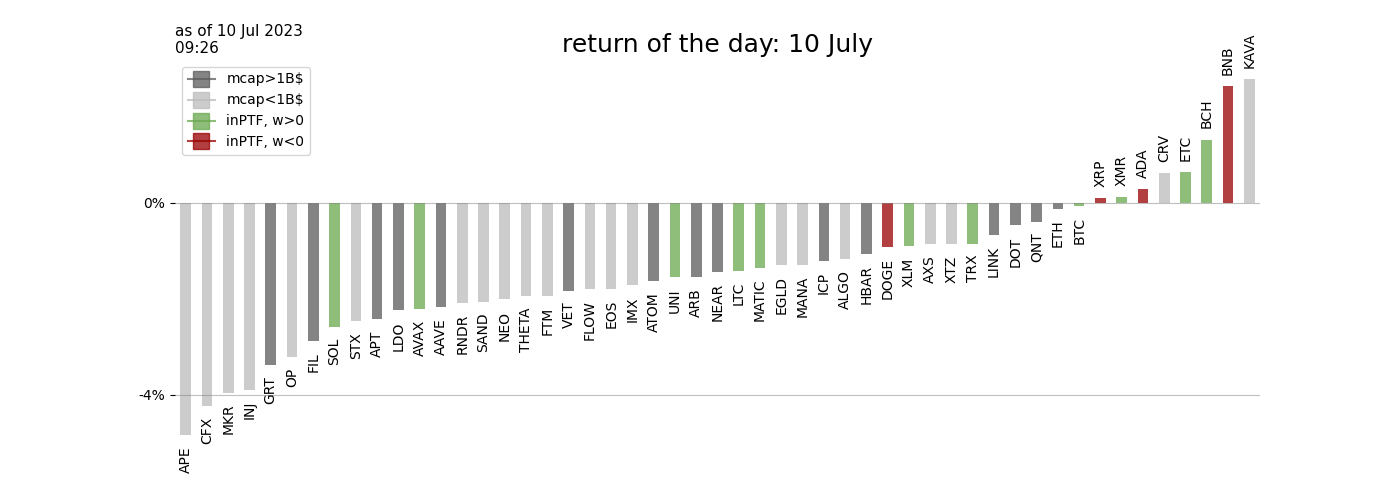 as of 10 Jul 2023
09:26
return of the day: 10 July
mcap>1B$
mcap<1B$
inPTF, w>0
inPTF, w<0
0%
-4%
APE
CFX
MKR
INJ
GRT
OP
FIL
SOL
STX
APT
LDO
AVAX
AAVE
RNDR
SAND
NEO
THETA
FTM
VET
FLOW
EOS
IMX
ATOM
UNI
ARB
NEAR
LTC
MATIC
EGLD
MANA
ICP
ALGO
HBAR
DOGE
XLM
AXS
XTZ
TRX
LINK
DOT
QNT
ETH
BTC
XRP
XMR
ADA
CRV
ETC
BCH
BNB
KAVA